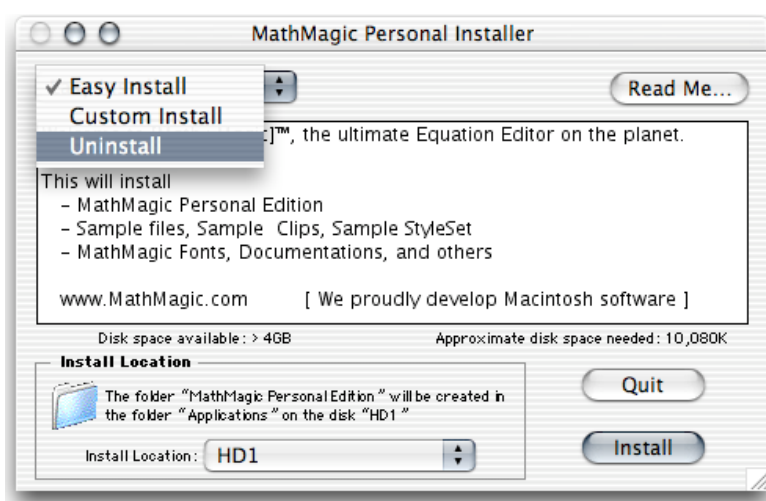 MathMagic Personal Installer
✓ Easy Install
Custom Install
Uninstall
Read Me...
]™, the ultimate Equation Editor on the planet.
This will install
– MathMagic Personal Edition
– Sample files, Sample Clips, Sample StyleSet
– MathMagic Fonts, Documentations, and others
www.MathMagic.com [ We proudly develop Macintosh software ]
Disk space available: > 4GB Approximate disk space needed: 10,080K
Install Location
The folder “MathMagic Personal Edition” will be created in
the folder “Applications” on the disk “HD1”
Quit
Install Location: HD1
Install